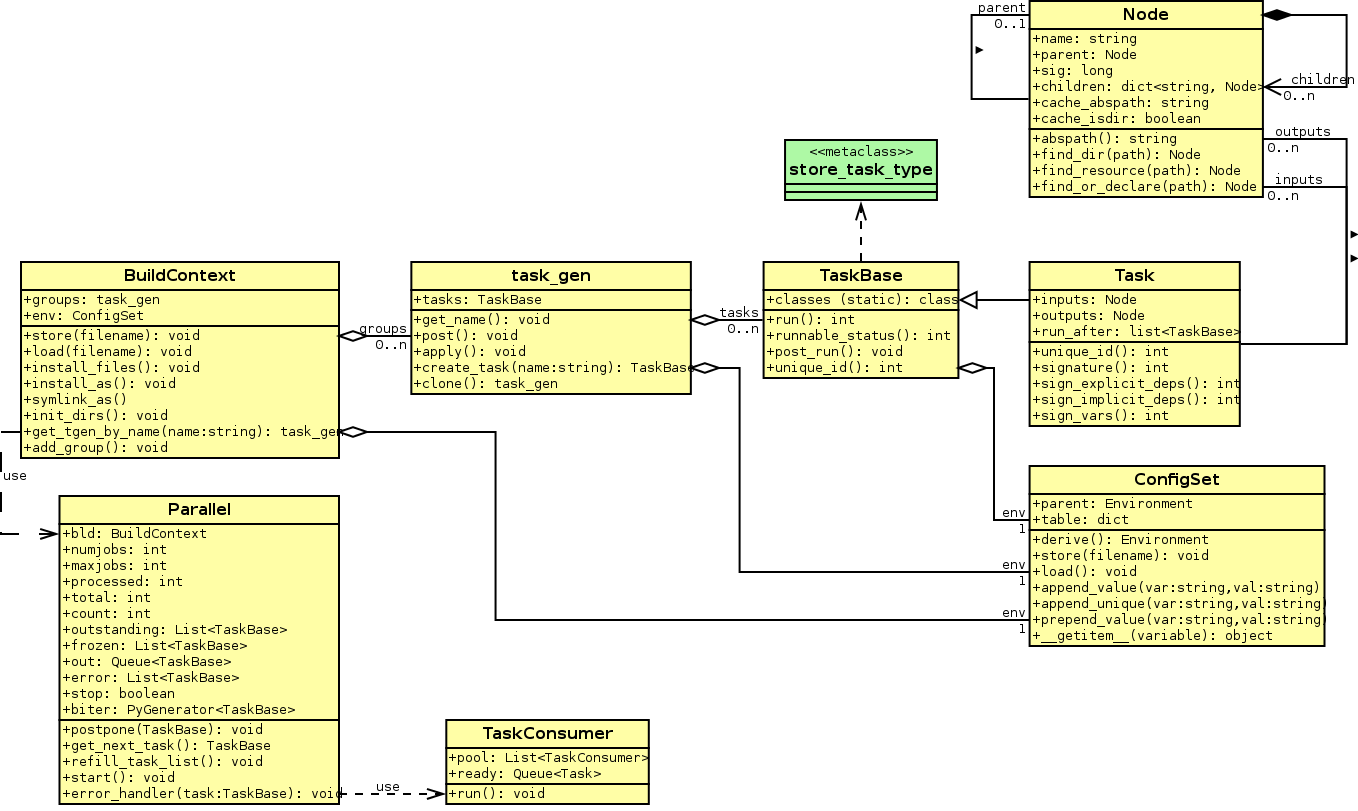 parent
0..1
Node
+name: string
+parent: Node
+sig: long
+children: dict<string, Node>
+cache_abspath: string
+cache_isdir: boolean
+abspath(): string
+find_dir(path): Node
+find_resource(path): Node
+find_or_declare(path): Node
children
0..n
outputs
0..n
inputs
0..n
<<metaclass>>
store_task_type
BuildContext
+groups: task_gen
+env: ConfigSet
+store(filename): void
+load(filename): void
+install_files(): void
+install_as(): void
+symlink_as()
+init_dirs(): void
+get_tgen_by_name(name:string): task_gen
+add_group(): void
groups
0..n
task_gen
+tasks: TaskBase
+get_name(): void
+post(): void
+apply(): void
+create_task(name:string): TaskBase
+clone(): task_gen
tasks
0..n
TaskBase
+classes (static): class
+run(): int
+runnable_status(): int
+post_run(): void
+unique_id(): int
Task
+inputs: Node
+outputs: Node
+run_after: list<TaskBase>
+unique_id(): int
+signature(): int
+sign_explicit_deps(): int
+sign_implicit_deps(): int
+sign_vars(): int
use
ConfigSet
+parent: Environment
+table: dict
+derive(): Environment
+store(filename): void
+load(): void
+append_value(var:string,val:string)
+append_unique(var:string,val:string)
+prepend_value(var:string,val:string)
+__getitem__(variable): object
env
1
env
1
env
1
Parallel
+bld: BuildContext
+numjobs: int
+maxjobs: int
+processed: int
+total: int
+count: int
+outstanding: List<TaskBase>
+frozen: List<TaskBase>
+out: Queue<TaskBase>
+error: List<TaskBase>
+stop: boolean
+biter: PyGenerator<TaskBase>
+postpone(TaskBase): void
+get_next_task(): TaskBase
+refill_task_list(): void
+start(): void
+error_handler(task:TaskBase): void
use
TaskConsumer
+pool: List<TaskConsumer>
+ready: Queue<Task>
+run(): void